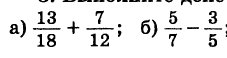 а) 13/18 + 7/12; б) 5/7 − 3/5;